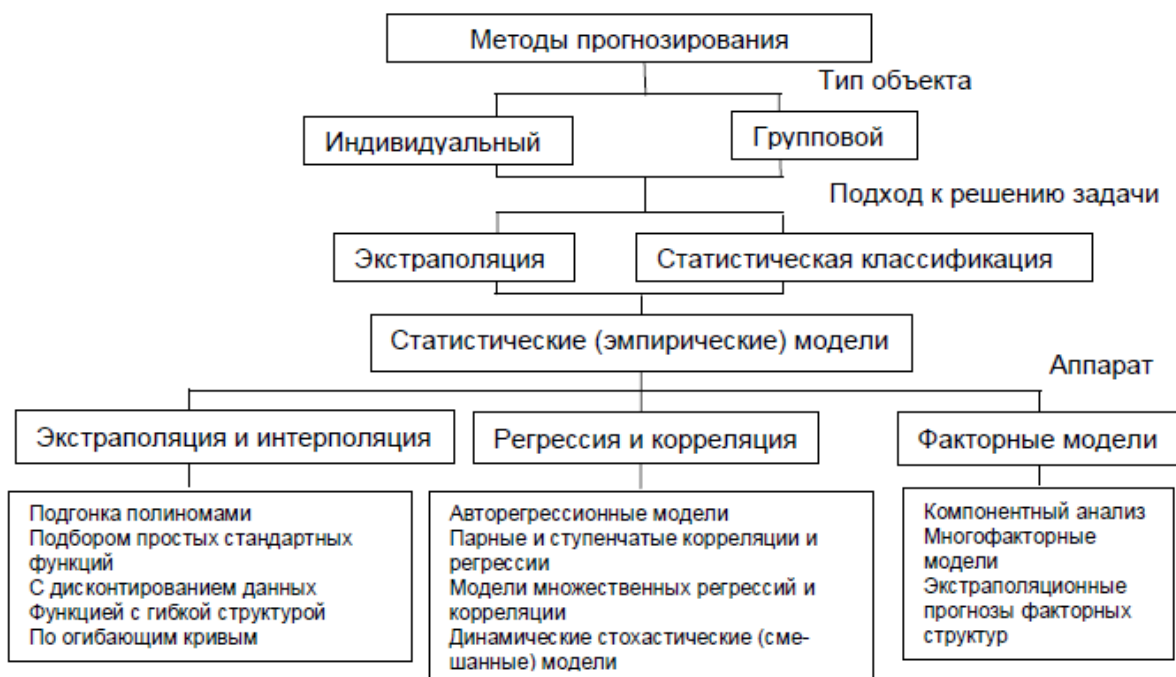 Методы прогнозирования
Тип объекта
Индивидуальный
Групповой
Подход к решению задачи
Экстраполяция
Статистическая классификация
Статистические (эмпирические) модели
Аппарат
Экстраполяция и интерполяция
Регрессия и корреляция
Факторные модели
Подгонка полиномами
Подбором простых стандартных
функций
С дисконтированием данных
Функцией с гибкой структурой
По огибающим кривым
Авторегрессионные модели
Парные и ступенчатые корреляции и
регрессии
Модели множественных регрессий и
корреляции
Динамические стохастические (сме-
шанные) модели
Компонентный анализ
Многофакторные
модели
Экстраполяционные
прогнозы факторных
структур